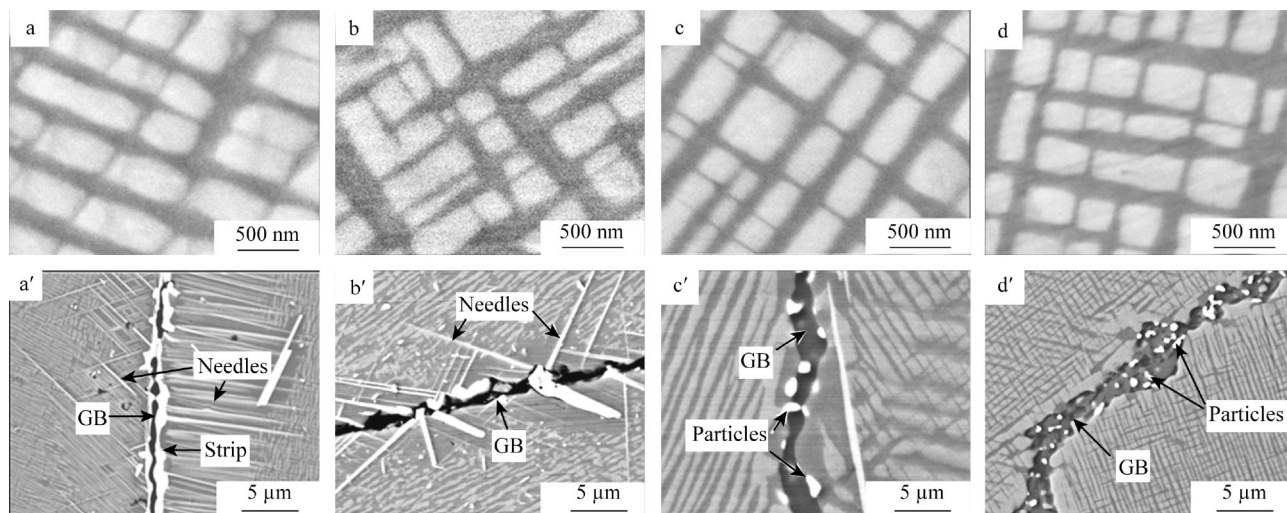 a
b
c
d
500 nm
500 nm
500 nm
500 nm
a′
b′
c′
d′
Needles
GB
Strip
5 µm
Needles
GB
5 µm
GB
Particles
5 µm
Particles
GB
5 µm